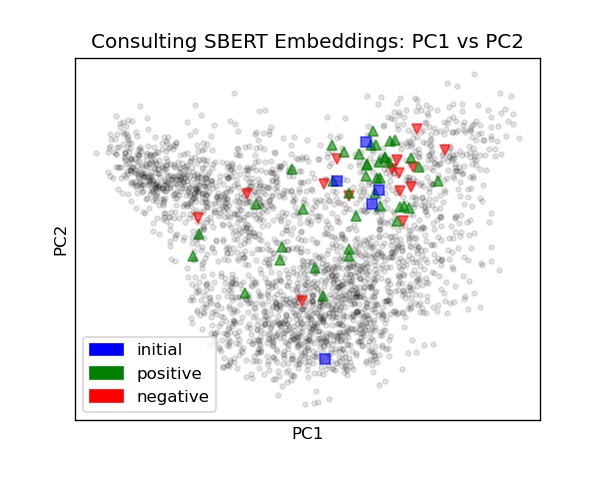 Consulting SBERT Embeddings: PC1 vs PC2
PC2
initial
positive
negative
PC1